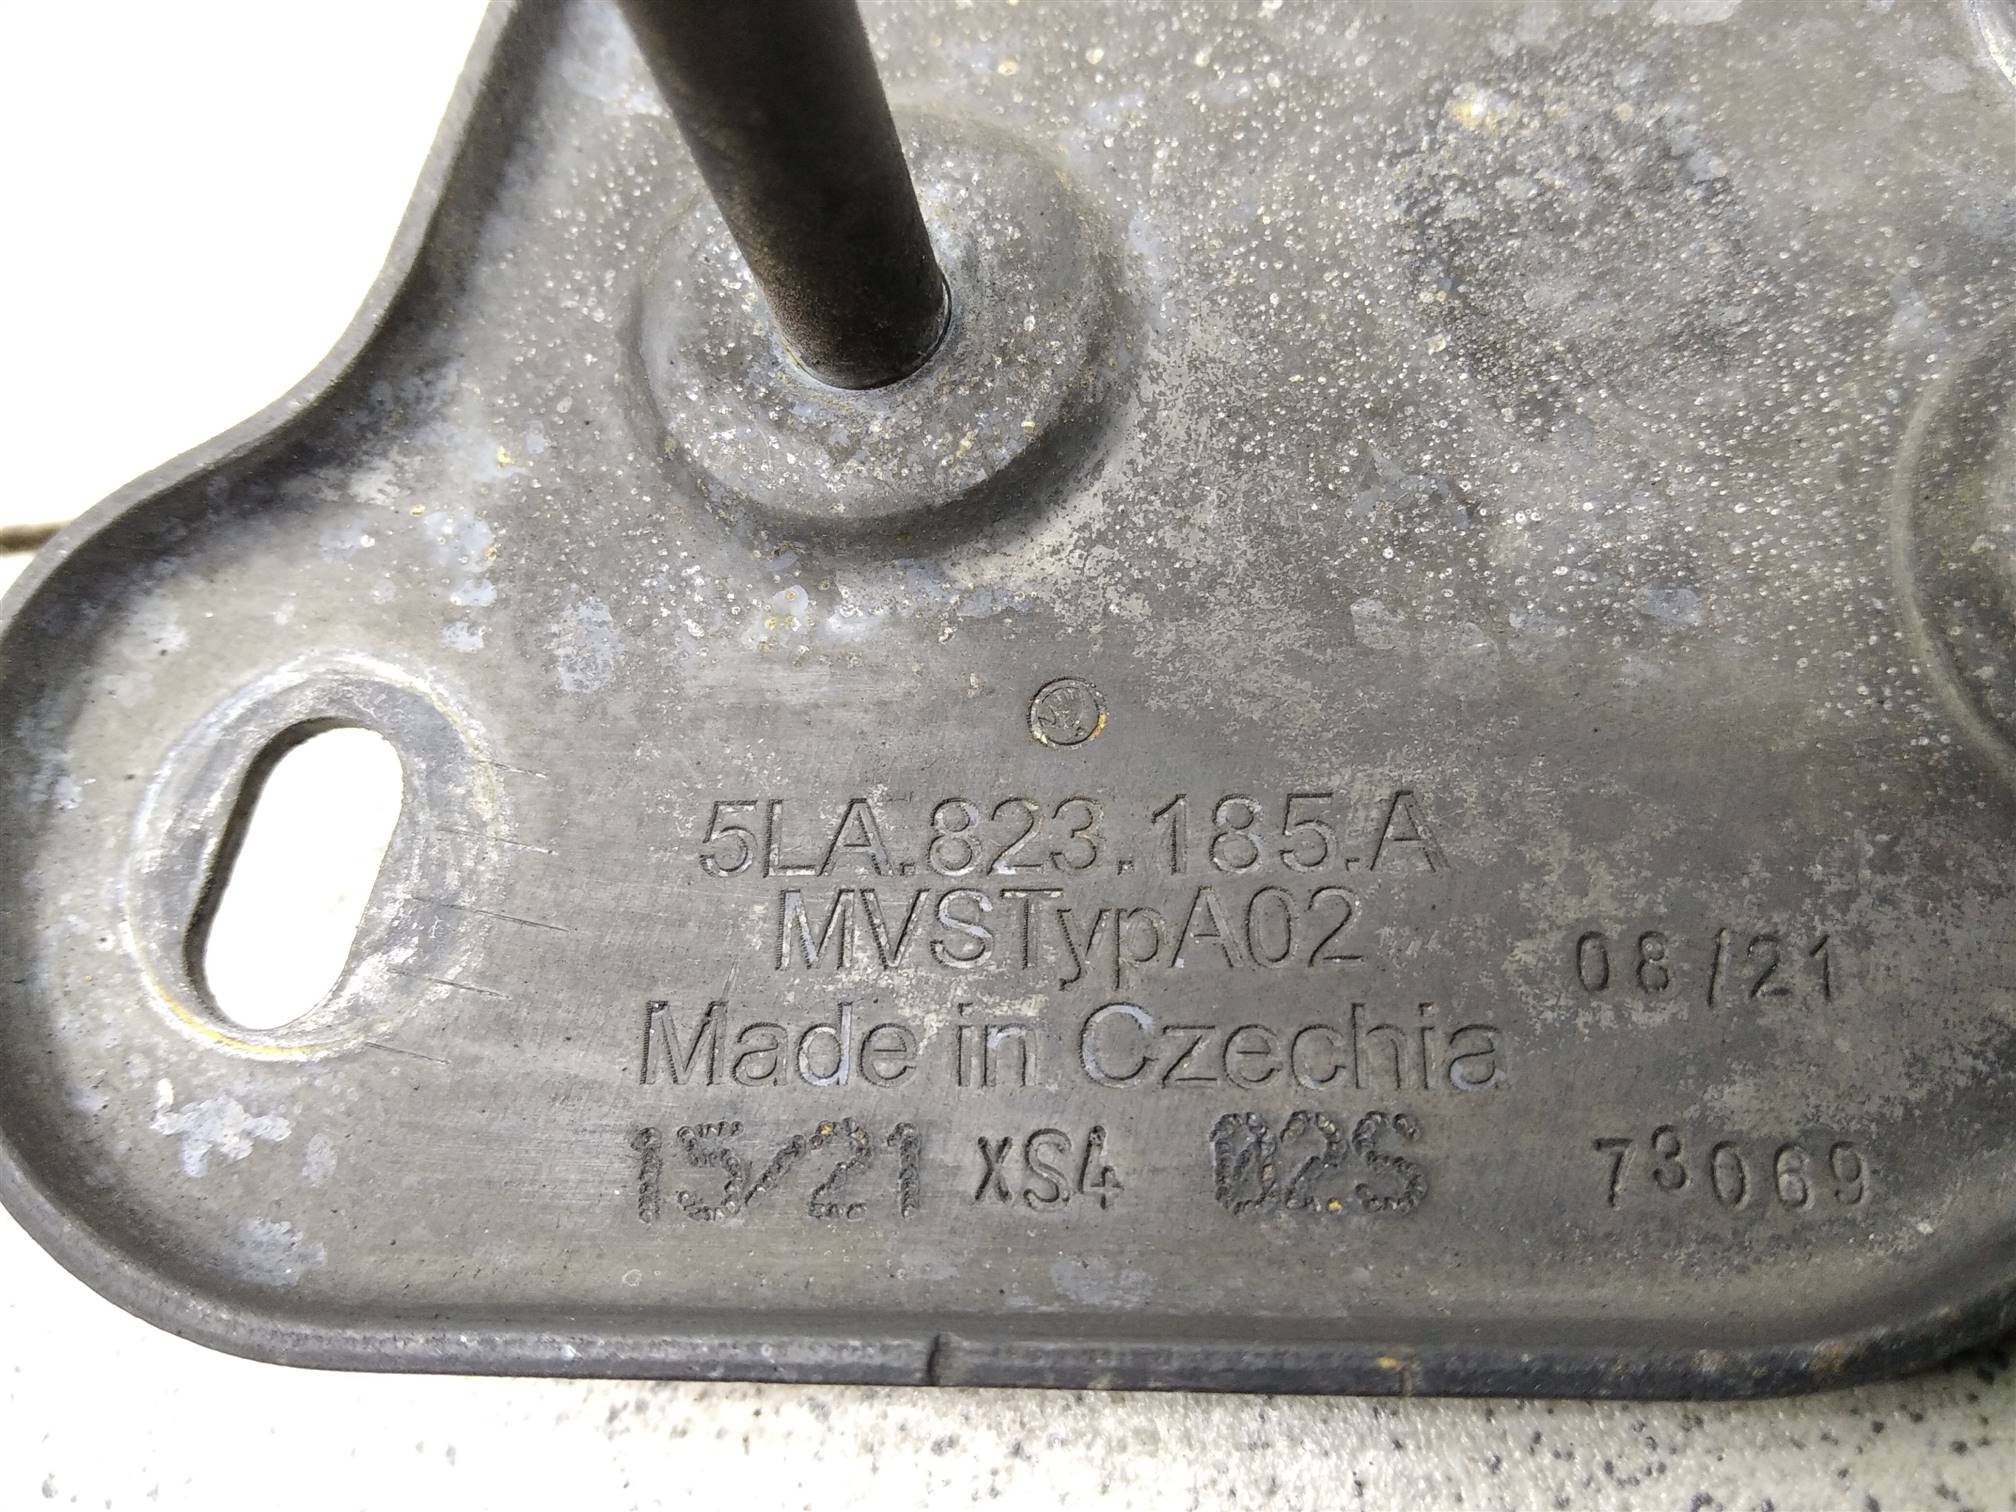 5LA.823.185.A
MVSTypA02
08/21
Made in Czechia
15/21 XS4 02S
73069